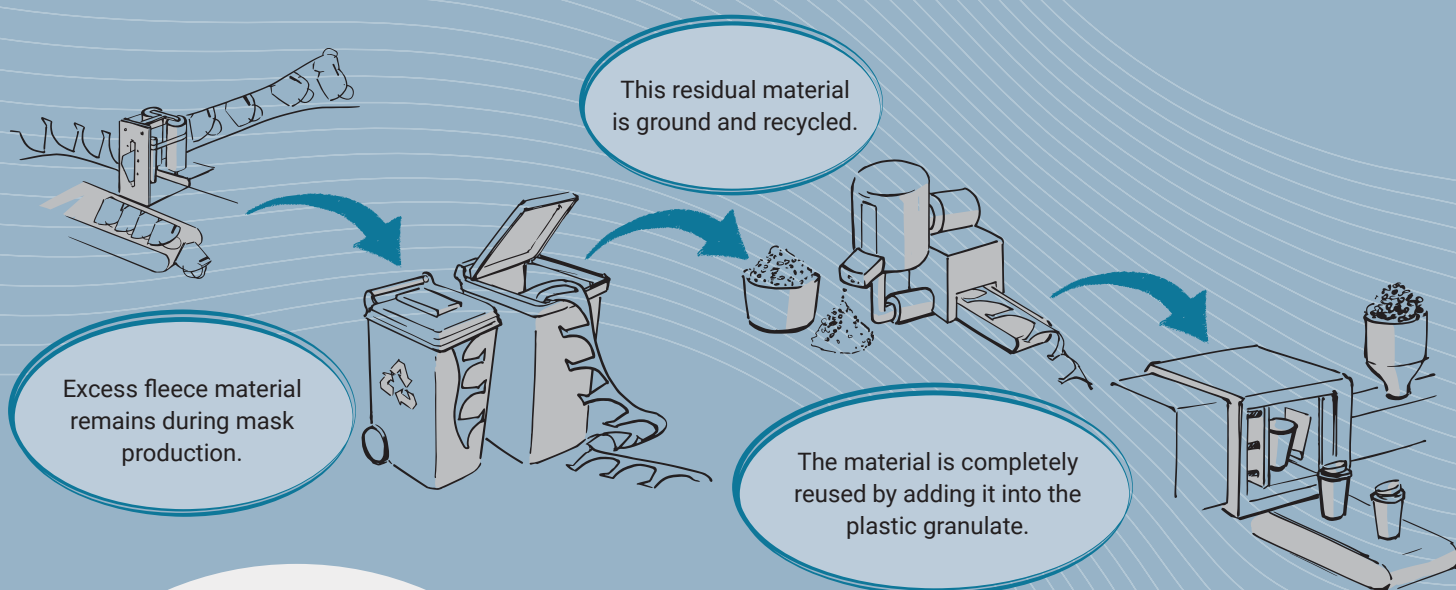 This residual material
is ground and recycled.
Excess fleece material
remains during mask
production.
The material is completely
reused by adding it into the
plastic granulate.